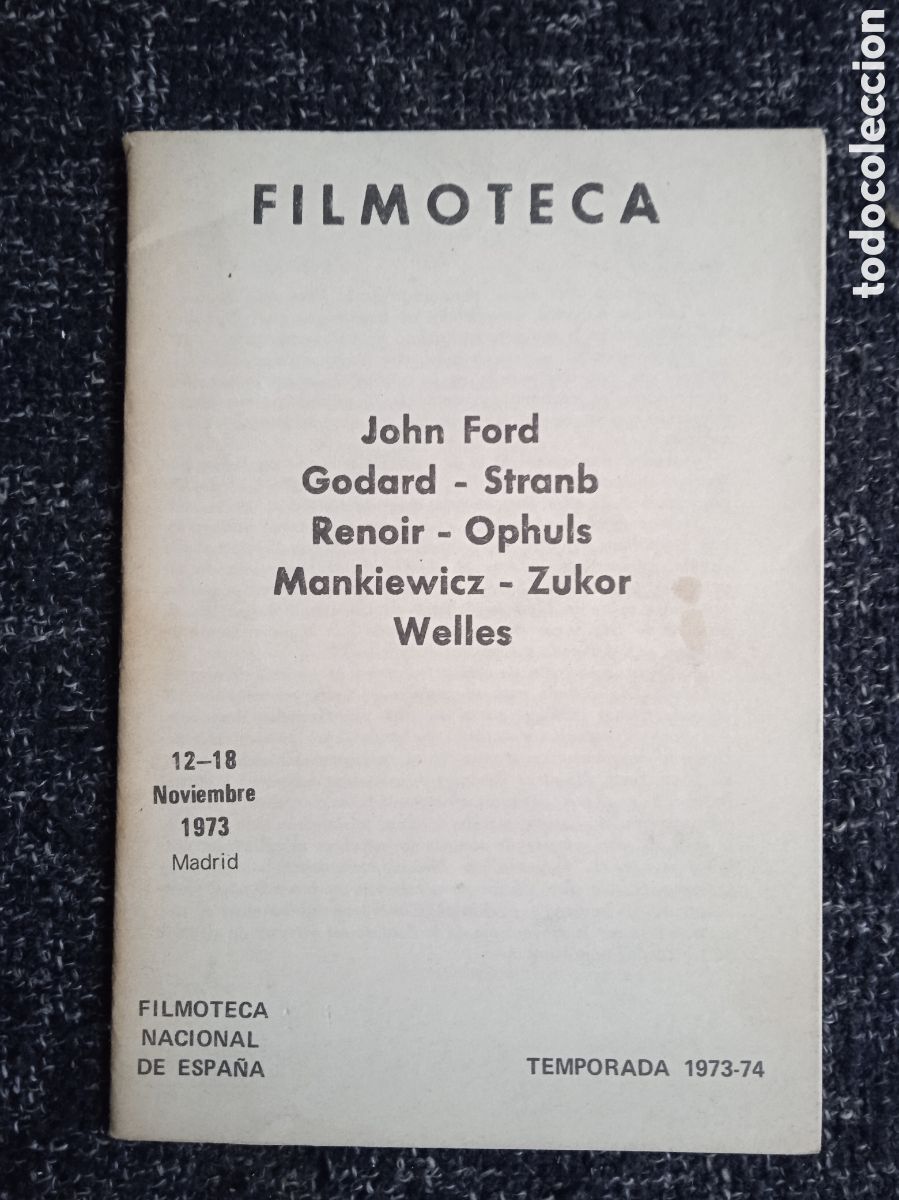 FILMOTECA
John Ford
Godard - Stranb
Renoir - Ophuls
Mankiewicz - Zukor
Welles
12-18
Noviembre
1973
Madrid
FILMOTECA
NACIONAL
DE ESPAÑA
TEMPORADA 1973-74
todocoleccion